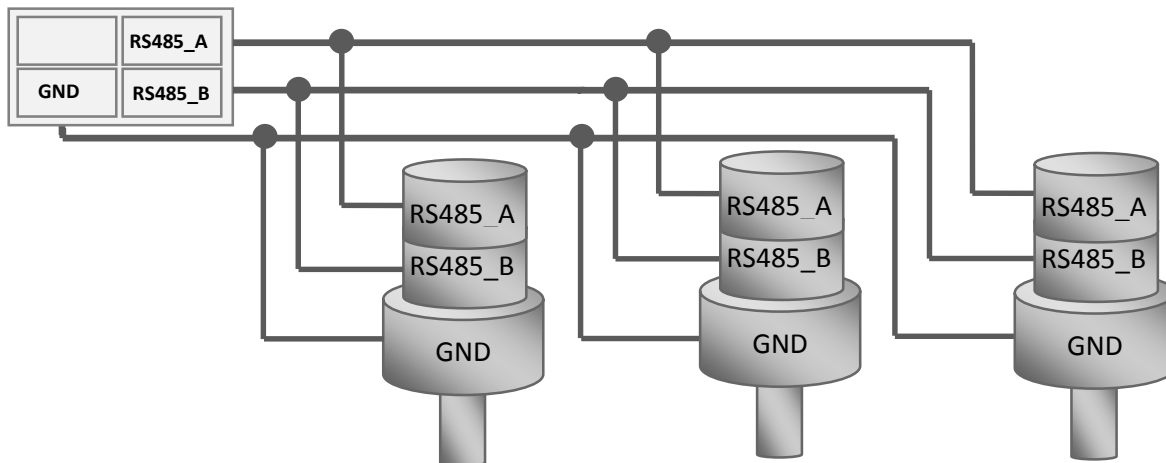 RS485_A
GND RS485_B
RS485_A RS485_A RS485_A
RS485_B RS485_B RS485_B
GND GND GND